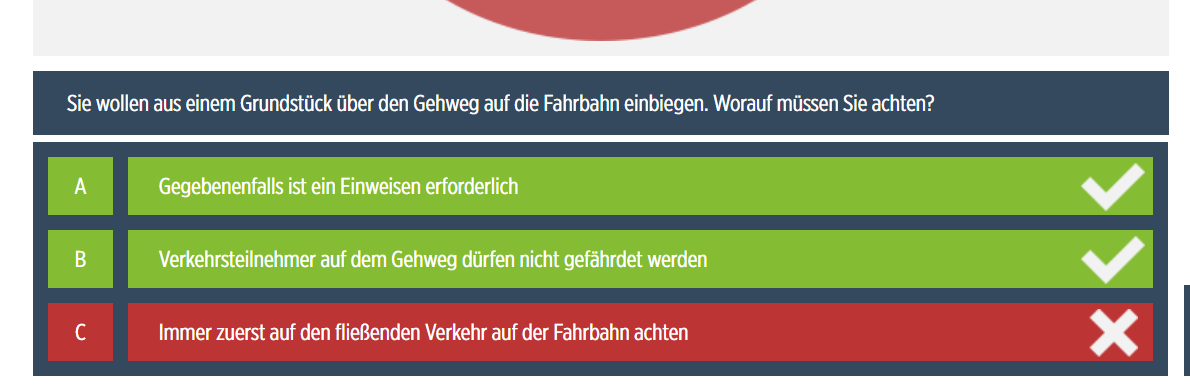 Sie wollen aus einem Grundstück über den Gehweg auf die Fahrbahn einbiegen. Worauf müssen Sie achten?
A Gegebenenfalls ist ein Einweisen erforderlich
B Verkehrsteilnehmer auf dem Gehweg dürfen nicht gefährdet werden
C Immer zuerst auf den fließenden Verkehr auf der Fahrbahn achten